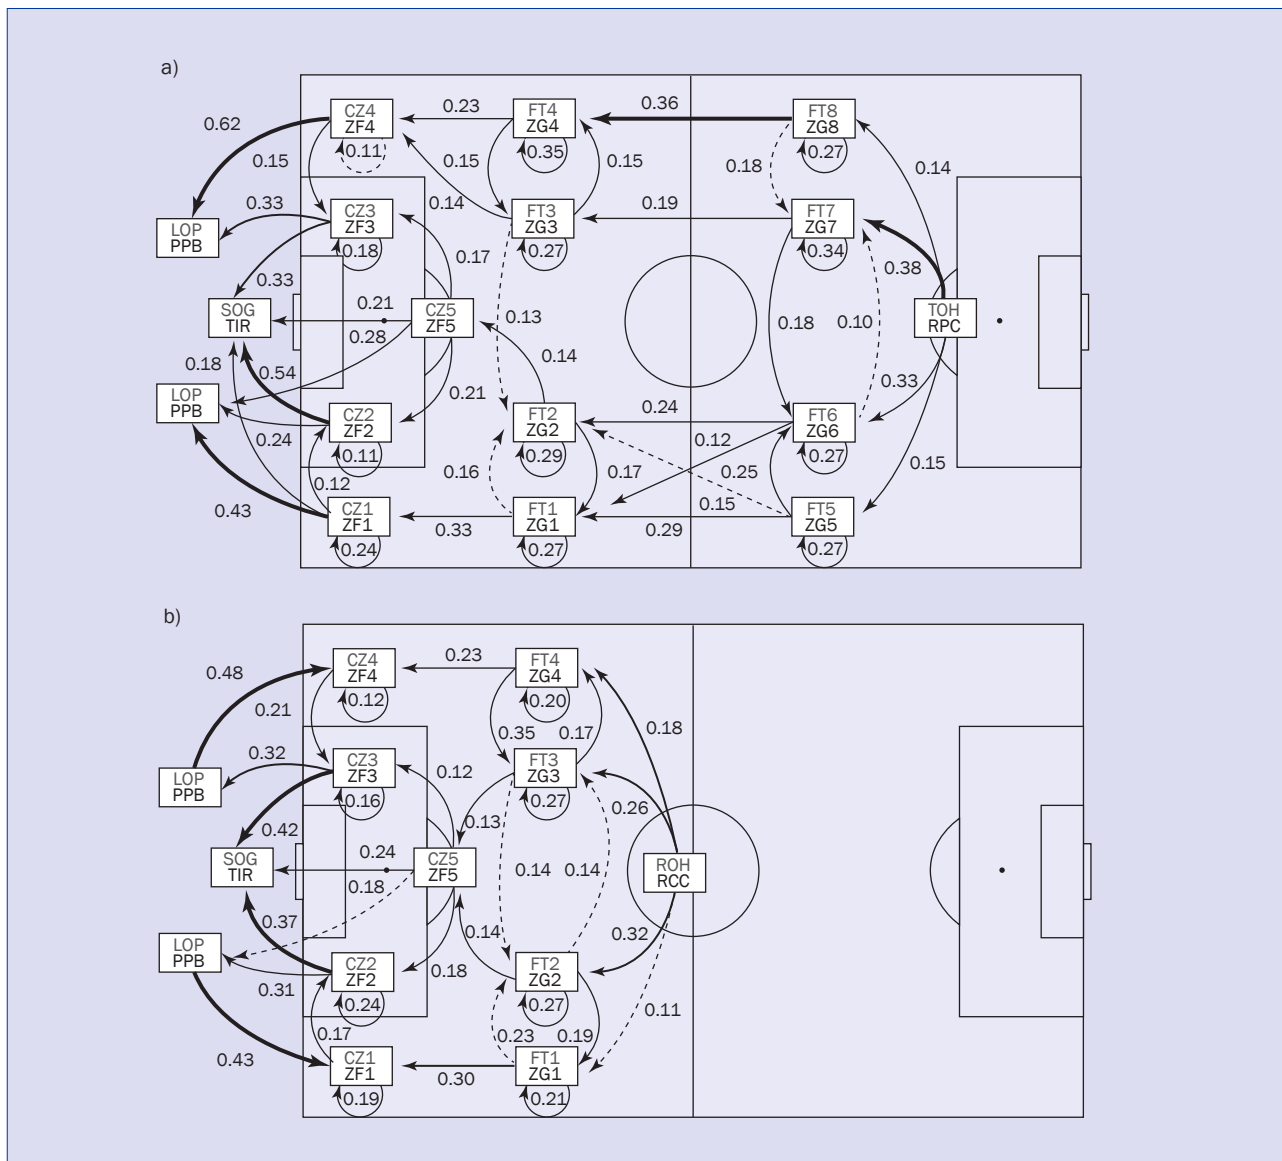 a)
CZ4
ZF4
FT4
ZG4
FT8
ZG8
0.62
0.23
0.36
0.11
0.35
0.27
0.15
0.15
0.15
0.18
0.14
CZ3
ZF3
FT3
ZG3
FT7
ZG7
LOP
PPB
0.33
0.14
0.19
0.18
0.27
0.34
0.17
0.38
0.33
SOG
TIR
0.21
CZ5
ZF5
0.13
0.18
0.10
TOH
RPC
0.28
0.14
0.18
0.54
LOP
PPB
0.21
0.33
CZ2
ZF2
FT2
ZG2
0.24
FT6
ZG6
0.24
0.12
0.11
0.29
0.27
0.12
0.16
0.17
0.25
0.15
0.15
CZ1
ZF1
FT1
ZG1
FT5
ZG5
0.43
0.33
0.29
0.24
0.27
0.27
b)
CZ4
ZF4
FT4
ZG4
0.48
0.23
0.12
0.20
0.21
0.35
0.17
0.18
CZ3
ZF3
FT3
ZG3
LOP
PPB
0.32
0.12
0.16
0.27
0.26
0.42
0.13
SOG
TIR
0.24
CZ5
ZF5
0.14
0.14
ROH
RCC
0.18
0.37
0.14
0.32
LOP
PPB
CZ2
ZF2
FT2
ZG2
0.18
0.31
0.24
0.27
0.11
0.17
0.23
0.19
CZ1
ZF1
FT1
ZG1
0.43
0.30
0.19
0.21